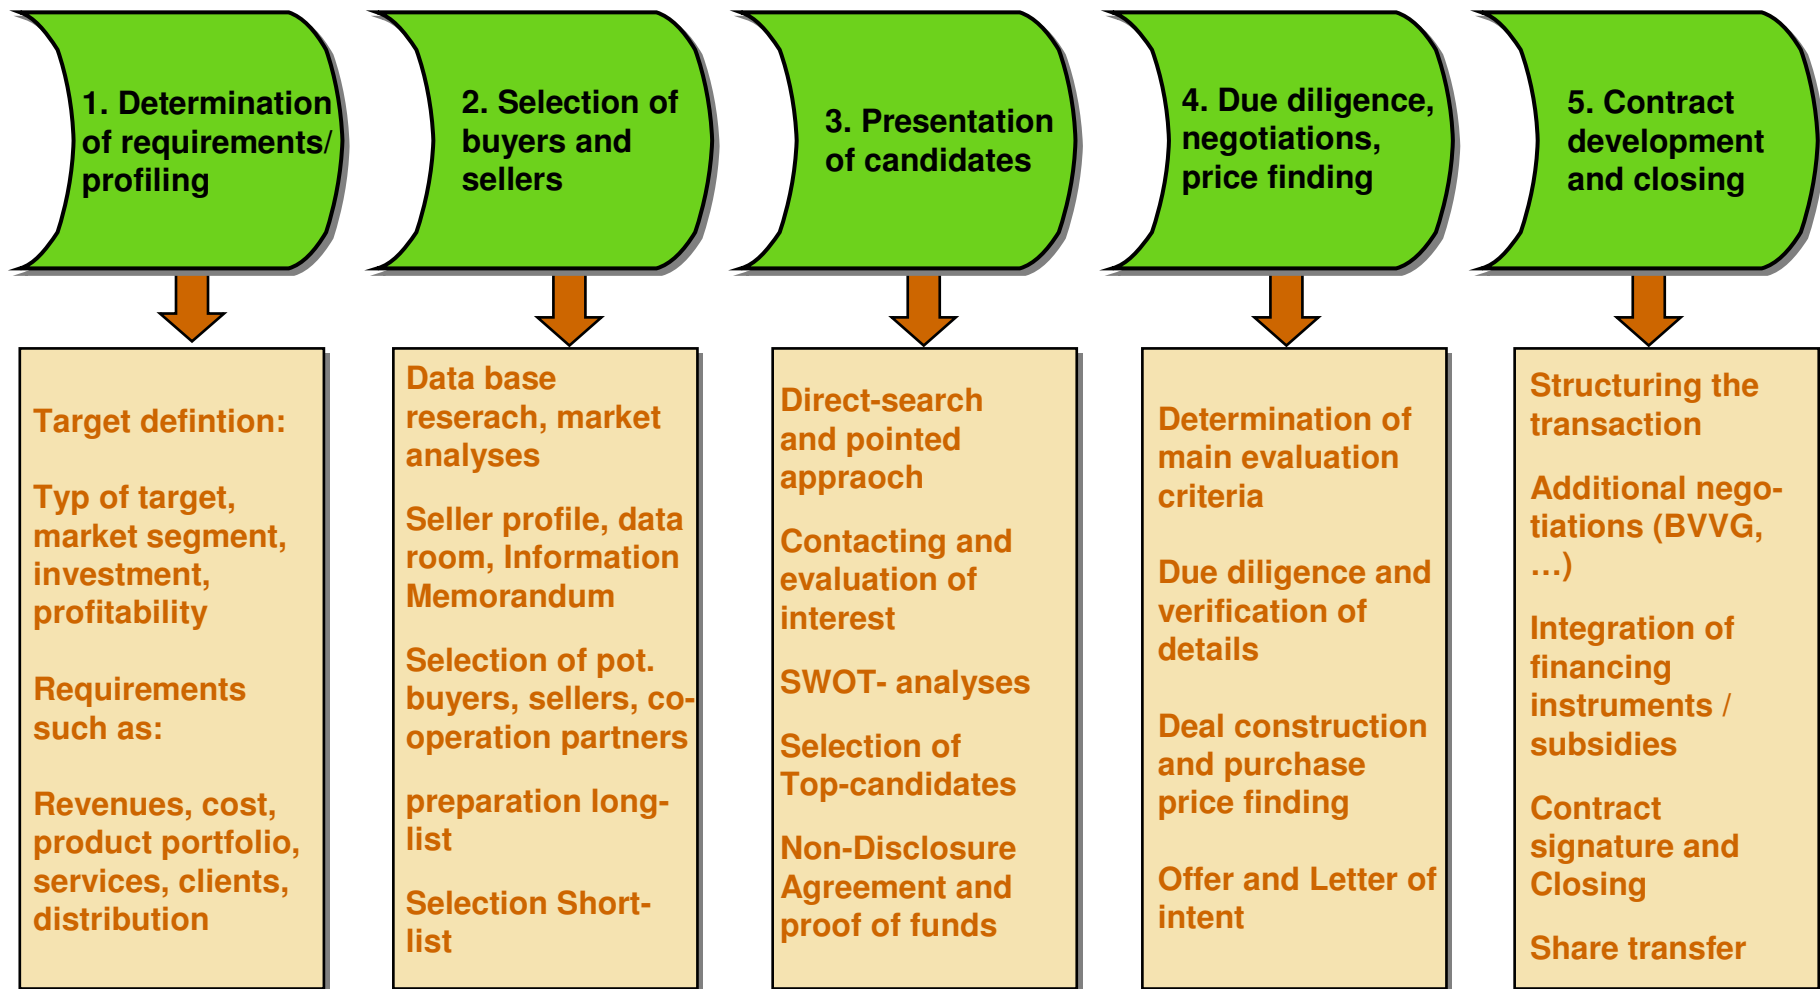 1. Determination
of requirements/
profiling
2. Selection of
buyers and
sellers
3. Presentation
of candidates
4. Due diligence,
negotiations,
price finding
5. Contract
development
and closing
Target defintion:
Typ of target,
market segment,
investment,
profitability
Requirements
such as:
Revenues, cost,
product portfolio,
services, clients,
distribution
Data base
reserach, market
analyses
Seller profile, data
room, Information
Memorandum
Selection of pot.
buyers, sellers, co-
operation partners
preparation long-
list
Selection Short-
list
Direct-search
and pointed
appraoch
Contacting and
evaluation of
interest
SWOT- analyses
Selection of
Top-candidates
Non-Disclosure
Agreement and
proof of funds
Determination of
main evaluation
criteria
Due diligence and
verification of
details
Deal construction
and purchase
price finding
Offer and Letter of
intent
Structuring the
transaction
Additional nego-
tiations (BVVG,
…)
Integration of
financing
instruments /
subsidies
Contract
signature and
Closing
Share transfer